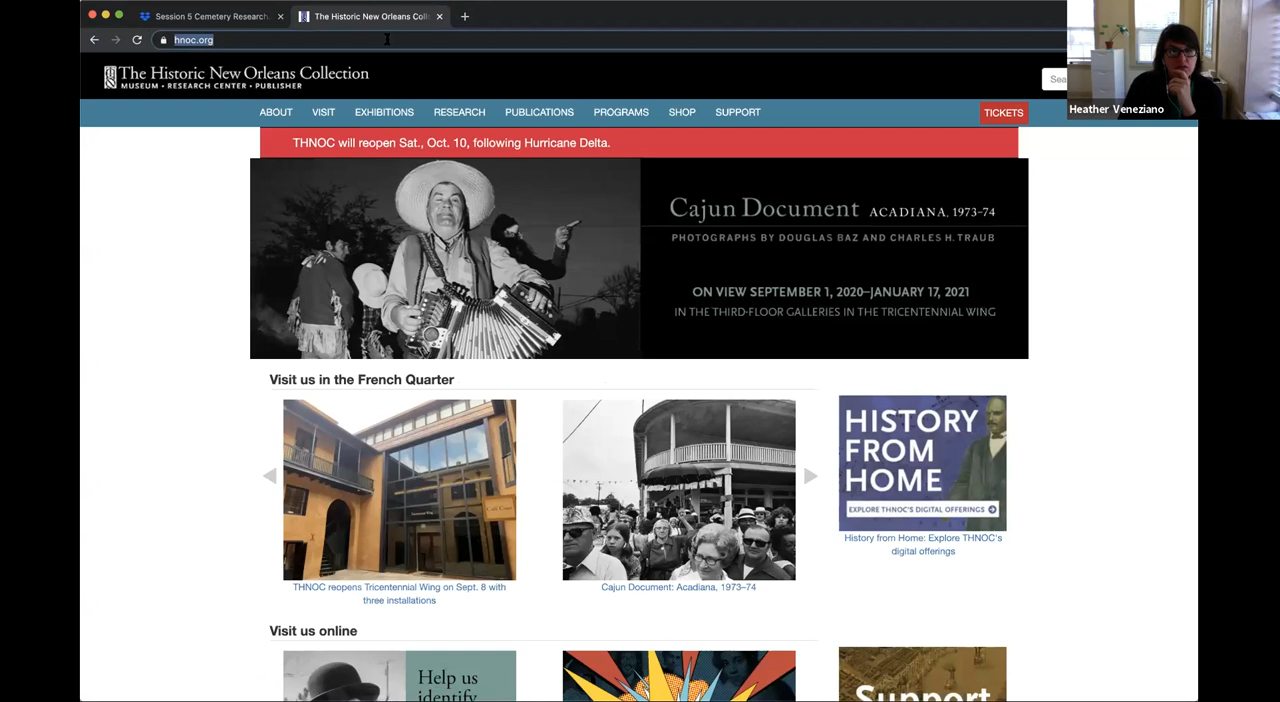 Session 5 Cemetery Research.
The Historic New Orleans Coll
hnoc.org
The Historic New Orleans Collection
MUSEUM • RESEARCH CENTER • PUBLISHER
Sea
Heather Veneziano
ABOUT
VISIT
EXHIBITIONS
RESEARCH
PUBLICATIONS
PROGRAMS
SHOP
SUPPORT
TICKETS
THNOC will reopen Sat., Oct. 10, following Hurricane Delta.
Cajun Document ACADIANA, 1973–74
PHOTOGRAPHS BY DOUGLAS BAZ AND CHARLES H. TRAUB
ON VIEW SEPTEMBER 1, 2020–JANUARY 17, 2021
IN THE THIRD-FLOOR GALLERIES IN THE TRICENTENNIAL WING
Visit us in the French Quarter
THNOC reopens Tricentennial Wing on Sept. 8 with
three installations
Cajun Document: Acadiana, 1973–74
HISTORY
FROM
HOME
EXPLORE THNOC'S DIGITAL OFFERINGS
History from Home: Explore THNOC's
digital offerings
Visit us online
Help us
identify
Support